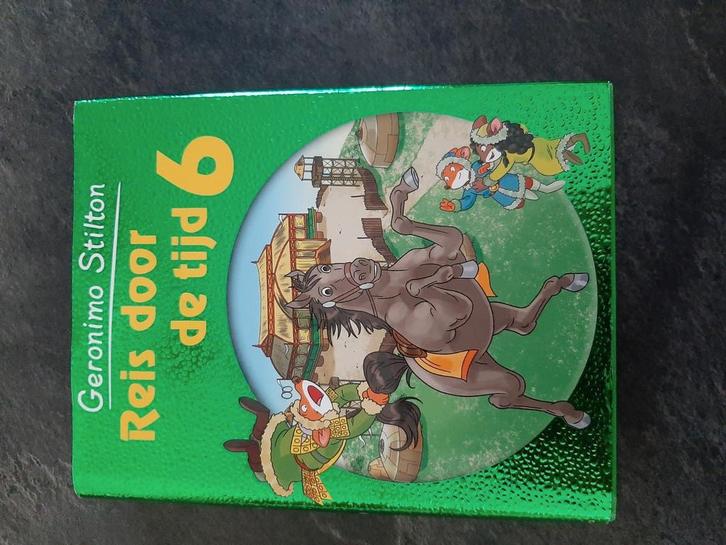 Geronimo Stilton
Reis door
de tijd 6